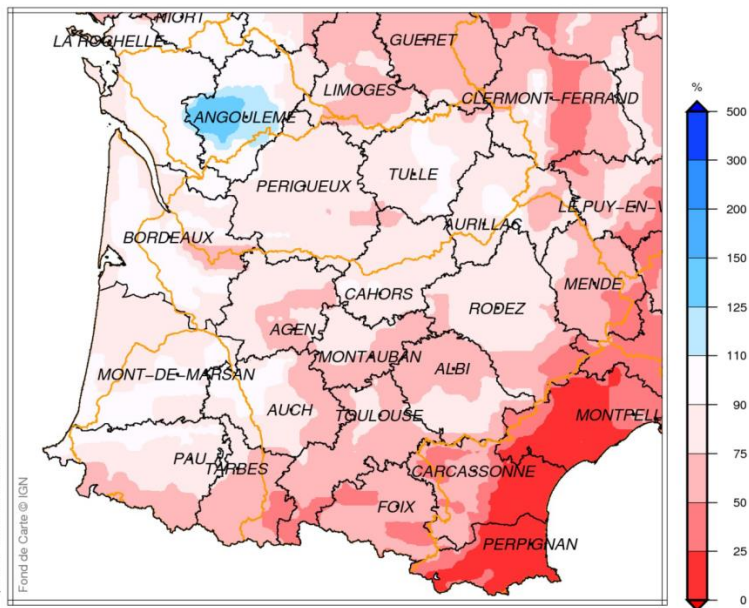 NIORT
LA ROCHELLE
GUERET
LIMOGES
CLERMONT-FERRAND
ANGOULEME
PERIGUEUX
TULLE
LE PUY-EN-V
AURILLAC
BORDEAUX
MENDE
CAHORS
RODEZ
AGEN
MONTAUBAN
ALBI
MONT-DE-MARSAN
AUCH
TOULOUSE
MONTPELL
PAU
TARBES
CARCASSONNE
FOIX
PERPIGNAN
Fond de Carte © IGN
%
500
300
200
150
125
110
90
75
50
25
0